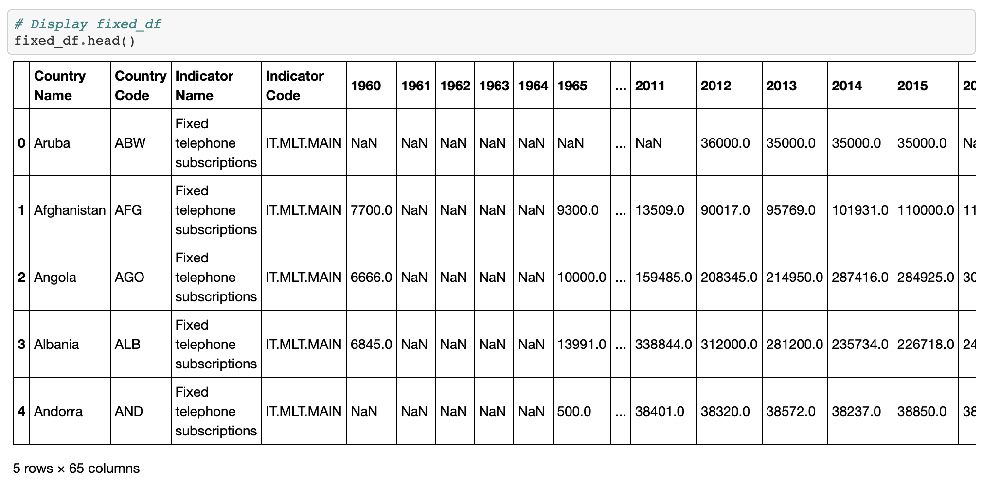 # Display fixed_df
fixed_df.head()
Country Name Country Code Indicator Name Indicator Code 1960 1961 1962 1963 1964 1965 ... 2011 2012 2013 2014 2015 20
0 Aruba ABW Fixed telephone subscriptions IT.MLT.MAIN NaN NaN NaN NaN NaN NaN ... NaN 36000.0 35000.0 35000.0 35000.0 Na
1 Afghanistan AFG Fixed telephone subscriptions IT.MLT.MAIN 7700.0 NaN NaN NaN NaN 9300.0 ... 13509.0 90017.0 95769.0 101931.0 110000.0 11
2 Angola AGO Fixed telephone subscriptions IT.MLT.MAIN 6666.0 NaN NaN NaN NaN 10000.0 ... 159485.0 208345.0 214950.0 287416.0 284925.0 30
3 Albania ALB Fixed telephone subscriptions IT.MLT.MAIN 6845.0 NaN NaN NaN NaN 13991.0 ... 338844.0 312000.0 281200.0 235734.0 226718.0 24
4 Andorra AND Fixed telephone subscriptions IT.MLT.MAIN NaN NaN NaN NaN NaN 500.0 ... 38401.0 38320.0 38572.0 38237.0 38850.0 38
5 rows × 65 columns